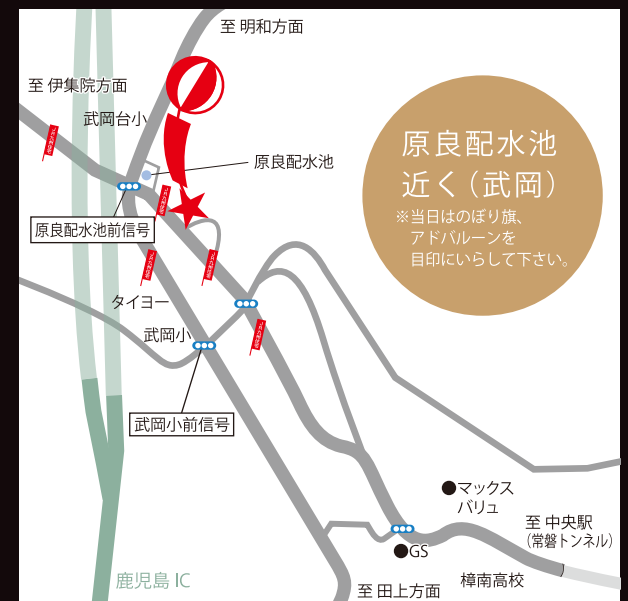 至 明和方面
至 伊集院方面
武岡台小
原良配水池
原良配水池
近く（武岡）
※当日はのぼり旗、
アドバルーンを
目印にいらして下さい。
原良配水池前信号
タイヨー
武岡小
武岡小前信号
マックス
バリュ
至 中央駅
（常磐トンネル）
GS
鹿児島 IC
樟南高校
至 田上方面